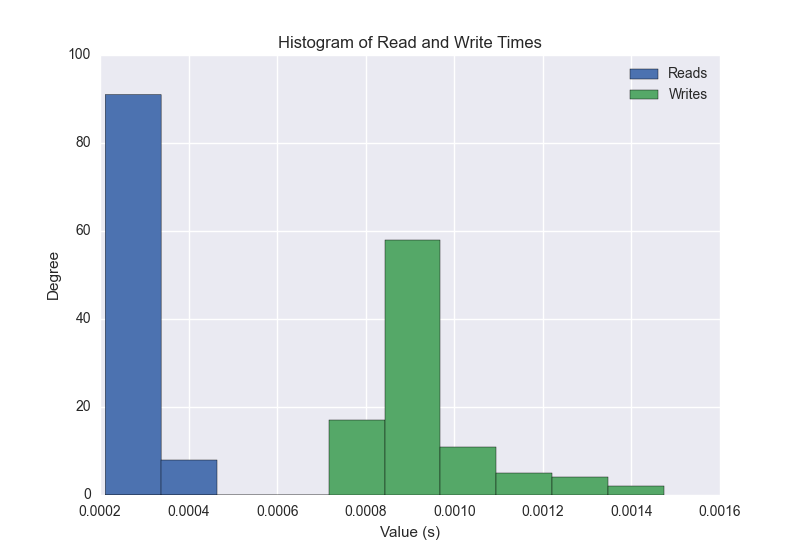 Histogram of Read and Write Times
Reads
Writes
100
80
60
40
20
0
Degree
0.0002 0.0004 0.0006 0.0008 0.0010 0.0012 0.0014 0.0016
Value (s)